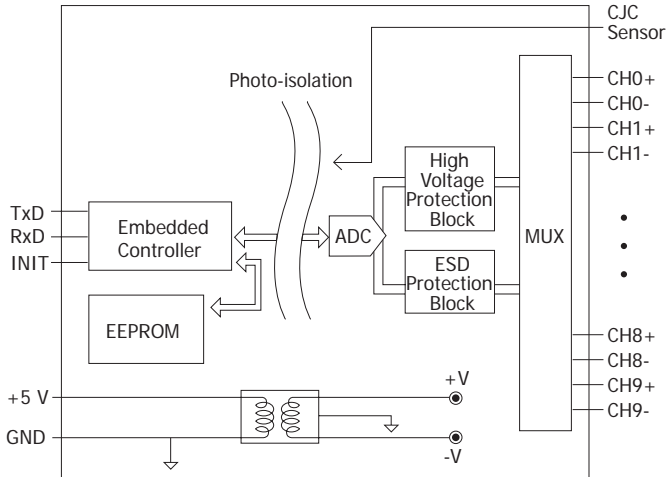 CJC
Sensor
Photo-isolation
CH0+
CH0-
CH1+
CH1-
High
Voltage
Protection
Block
TxD
RxD
INIT
Embedded
Controller
ADC
MUX
ESD
Protection
Block
EEPROM
CH8+
CH8-
CH9+
CH9-
+5 V
GND
+V
-V